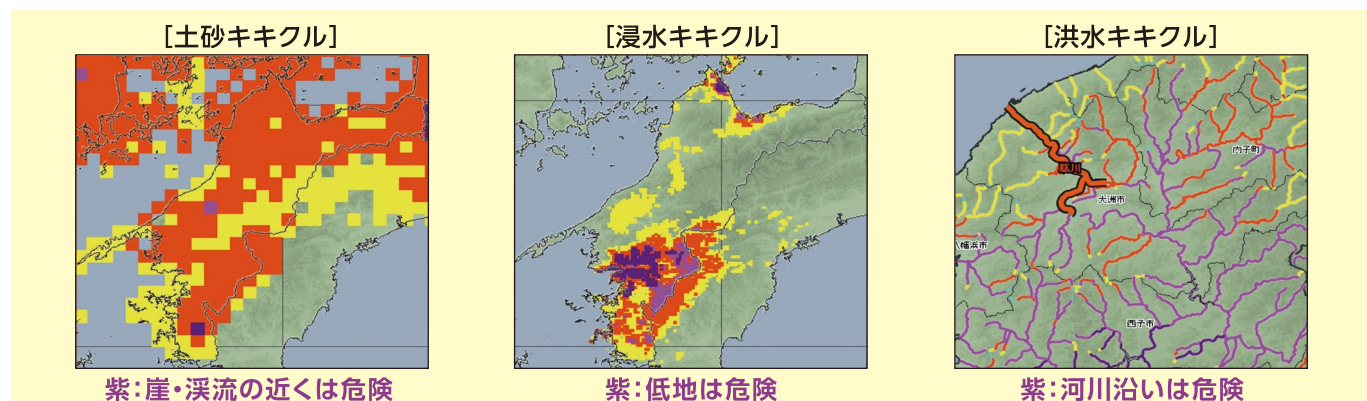 [土砂キキクル]
[浸水キキクル]
[洪水キキクル]
内子町
肱川
大洲市
八幡浜市
西予市
紫：崖・渓流の近くは危険
紫：低地は危険
紫：河川沿いは危険